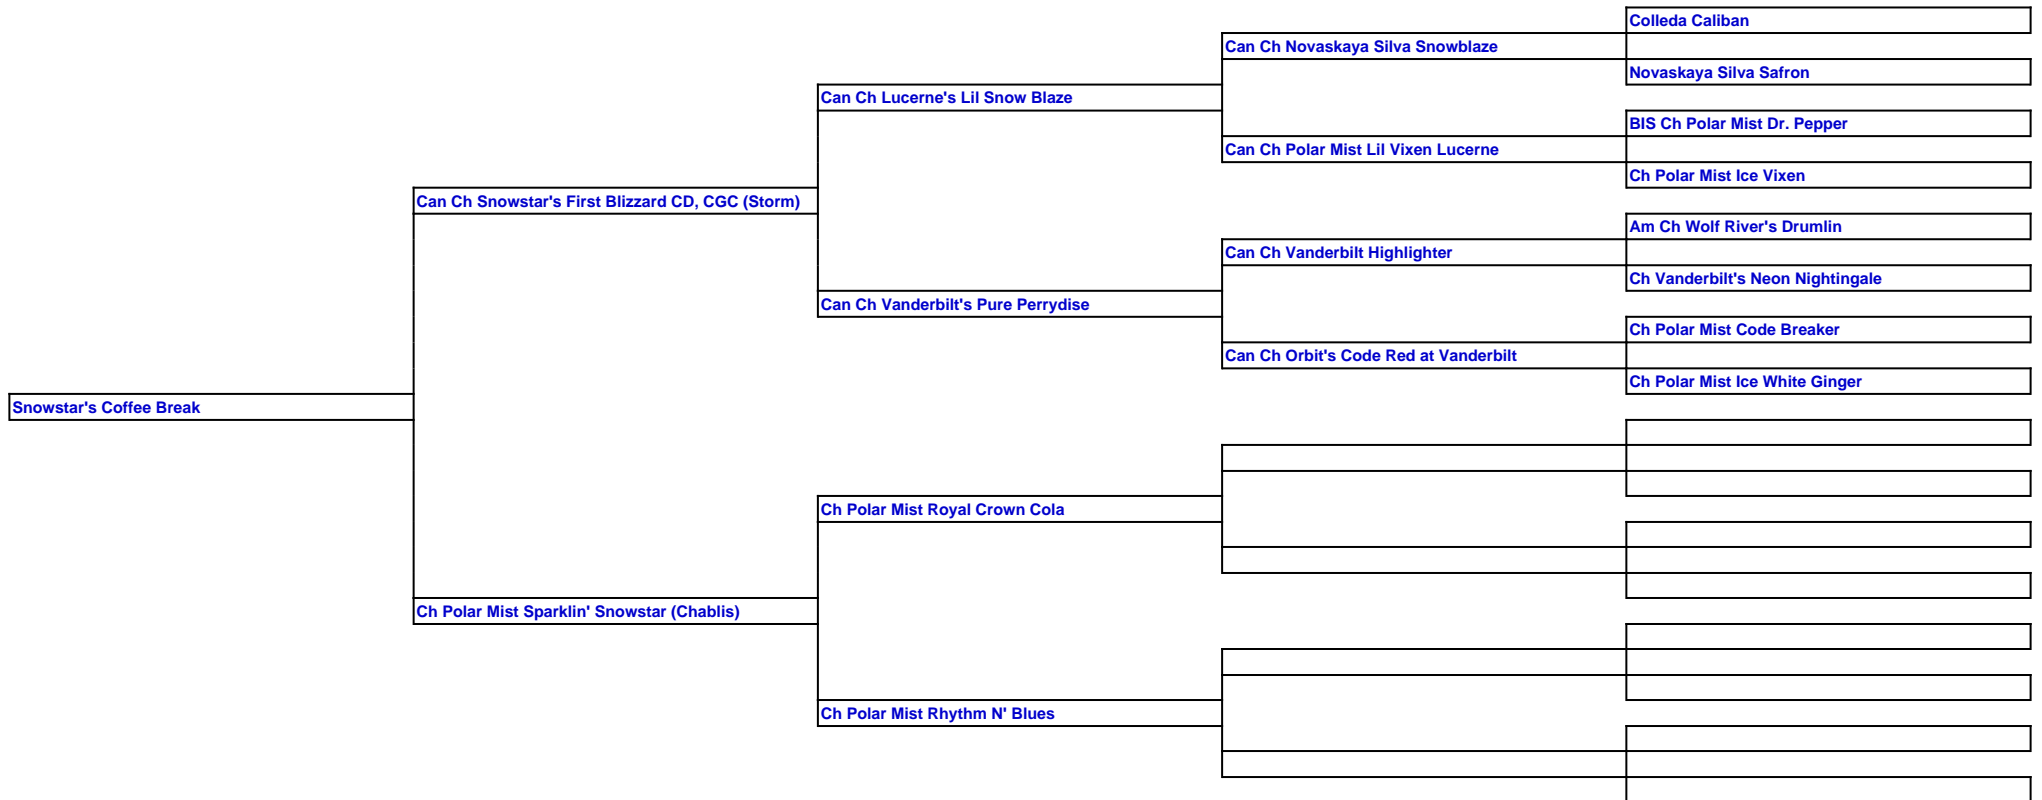 Colleda Caliban
Can Ch Novaskaya Silva Snowblaze
Novaskaya Silva Safron
Can Ch Lucerne's Lil Snow Blaze
BIS Ch Polar Mist Dr. Pepper
Can Ch Polar Mist Lil Vixen Lucerne
Ch Polar Mist Ice Vixen
Can Ch Snowstar's First Blizzard CD, CGC (Storm)
Am Ch Wolf River's Drumlin
Can Ch Vanderbilt Highlighter
Ch Vanderbilt's Neon Nightingale
Can Ch Vanderbilt's Pure Perrydise
Ch Polar Mist Code Breaker
Can Ch Orbit's Code Red at Vanderbilt
Ch Polar Mist Ice White Ginger
Snowstar's Coffee Break
Ch Polar Mist Royal Crown Cola
Ch Polar Mist Sparklin' Snowstar (Chablis)
Ch Polar Mist Rhythm N' Blues